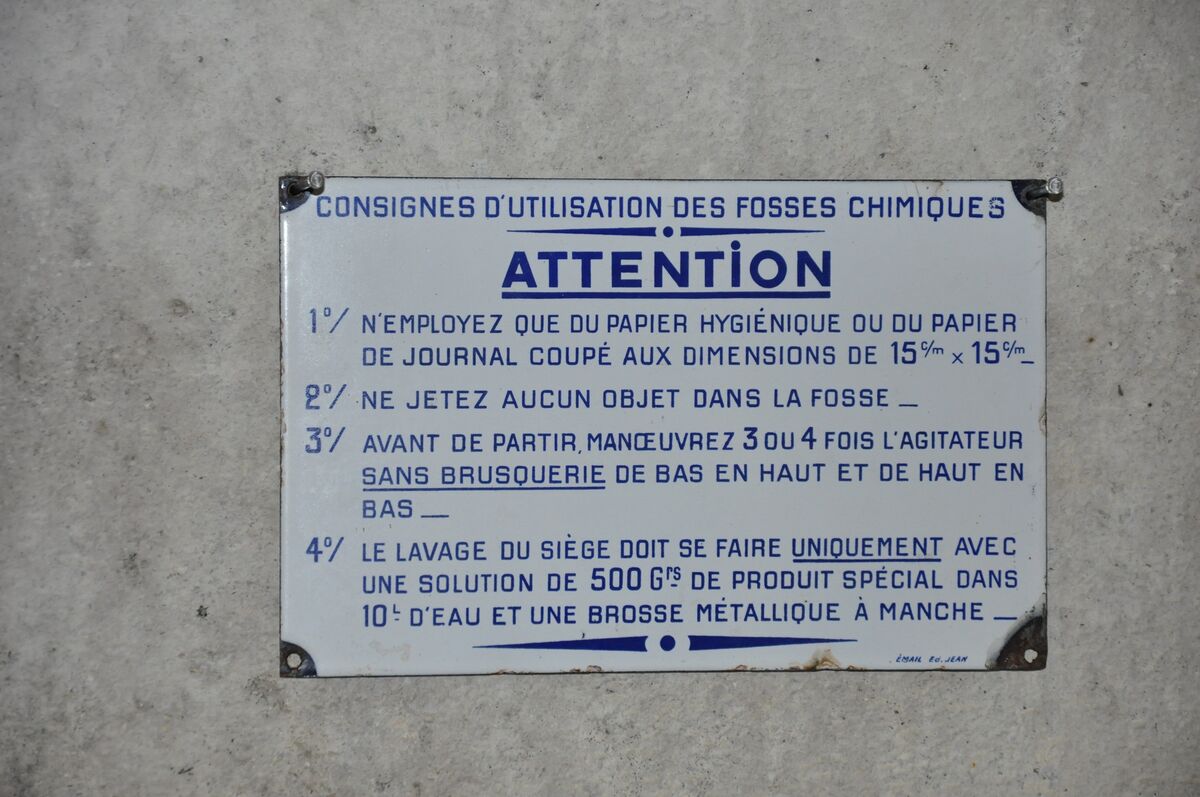 CONSIGNES D'UTILISATION DES FOSSES CHIMIQUES
ATTENTION
1°/ N'EMPLOYEZ QUE DU PAPIER HYGIÉNIQUE OU DU PAPIER
DE JOURNAL COUPÉ AUX DIMENSIONS DE 15 c/m x 15 c/m_
2°/ NE JETEZ AUCUN OBJET DANS LA FOSSE _
3°/ AVANT DE PARTIR, MANŒUVREZ 3 OU 4 FOIS L'AGITATEUR
SANS BRUSQUERIE DE BAS EN HAUT ET DE HAUT EN
BAS _
4°/ LE LAVAGE DU SIÈGE DOIT SE FAIRE UNIQUEMENT AVEC
UNE SOLUTION DE 500 Grs DE PRODUIT SPÉCIAL DANS
10L D'EAU ET UNE BROSSE MÉTALLIQUE À MANCHE _
ÉMAIL Ed. JEAN